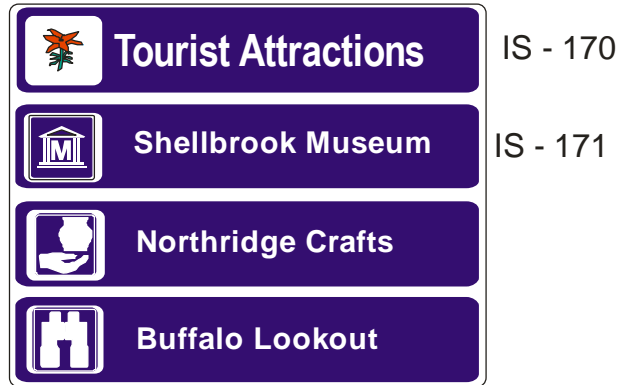 Tourist Attractions IS - 170
M Shellbrook Museum IS - 171
Northridge Crafts
Buffalo Lookout